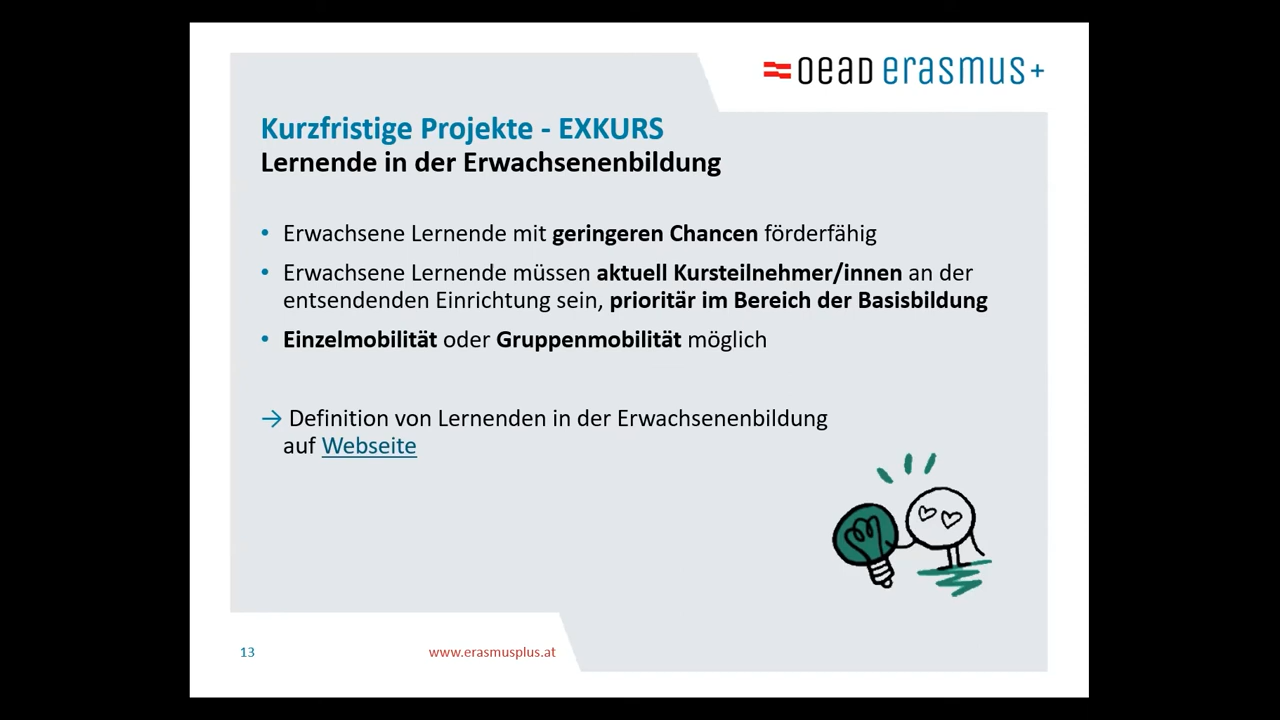 oead erasmus+
Kurzfristige Projekte - EXKURS
Lernende in der Erwachsenenbildung
• Erwachsene Lernende mit geringeren Chancen förderfähig
• Erwachsene Lernende müssen aktuell Kursteilnehmer/innen an der
entsendenden Einrichtung sein, prioritär im Bereich der Basisbildung
• Einzelmobilität oder Gruppenmobilität möglich
→ Definition von Lernenden in der Erwachsenenbildung
auf Webseite
13
www.erasmusplus.at